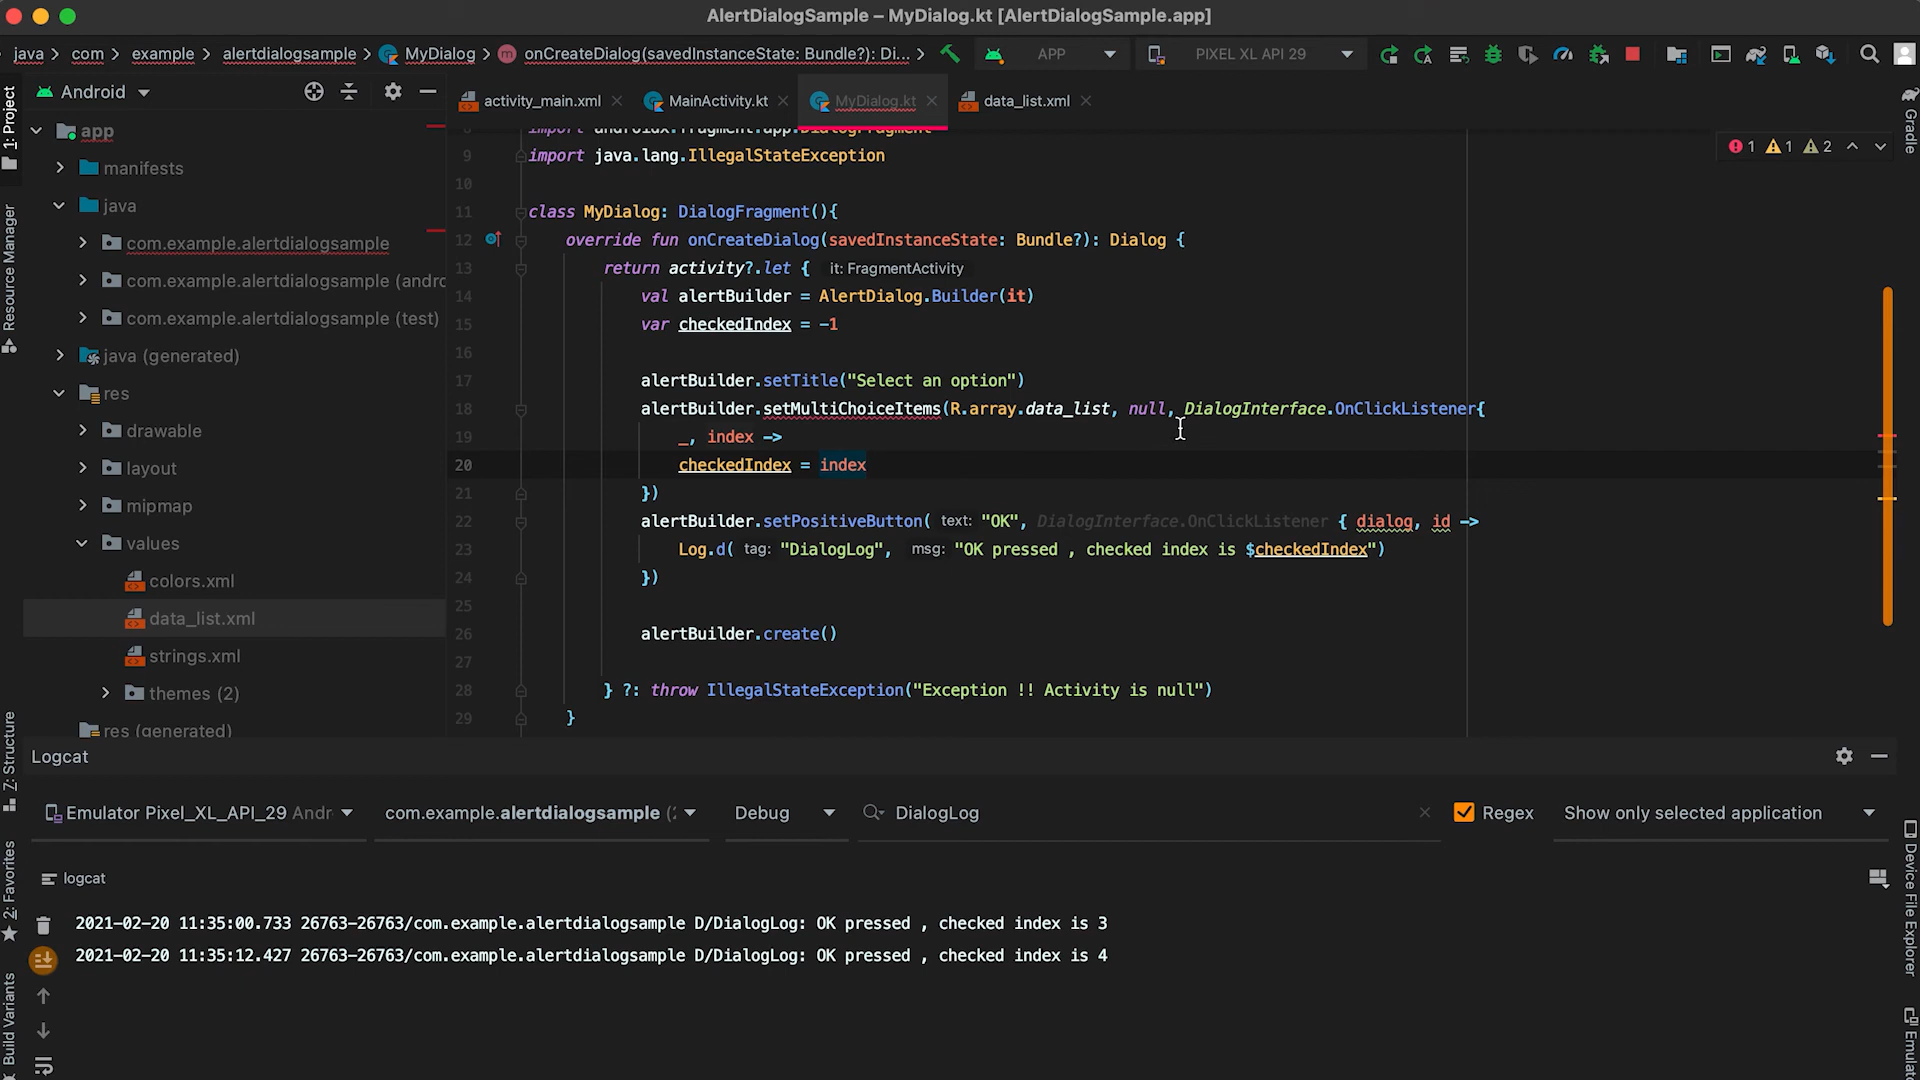 AlertDialogSample – MyDialog.kt [AlertDialogSample.app]
java com example alertdialogsample MyDialog onCreateDialog(savedInstanceState: Bundle?): Di... APP PIXEL XL API 29
Android
activity_main.xml MainActivity.kt MyDialog.kt data_list.xml
1: Project
Resource Manager
7: Structure
2: Favorites
Build Variants
app
manifests
java
com.example.alertdialogsample
com.example.alertdialogsample (andro
com.example.alertdialogsample (test)
java (generated)
res
drawable
layout
mipmap
values
colors.xml
data_list.xml
strings.xml
themes (2)
res (generated)
1 1 2
import androidx.fragment.app.DialogFragment
9 import java.lang.IllegalStateException
10
11 class MyDialog: DialogFragment(){
12 override fun onCreateDialog(savedInstanceState: Bundle?): Dialog {
13 return activity?.let { it: FragmentActivity
14 val alertBuilder = AlertDialog.Builder(it)
15 var checkedIndex = -1
16
17 alertBuilder.setTitle("Select an option")
18 alertBuilder.setMultiChoiceItems(R.array.data_list, null, DialogInterface.OnClickListener{
19 _, index ->
20 checkedIndex = index
21 })
22 alertBuilder.setPositiveButton( text: "OK", DialogInterface.OnClickListener { dialog, id ->
23 Log.d( tag: "DialogLog", msg: "OK pressed , checked index is $checkedIndex")
24 })
25
26 alertBuilder.create()
27
28 } ?: throw IllegalStateException("Exception !! Activity is null")
29 }
Gradle
Device File Explorer
Logcat
Emulator Pixel_XL_API_29 Andr com.example.alertdialogsample (2 Debug DialogLog Regex Show only selected application
logcat
2021-02-20 11:35:00.733 26763-26763/com.example.alertdialogsample D/DialogLog: OK pressed , checked index is 3
2021-02-20 11:35:12.427 26763-26763/com.example.alertdialogsample D/DialogLog: OK pressed , checked index is 4